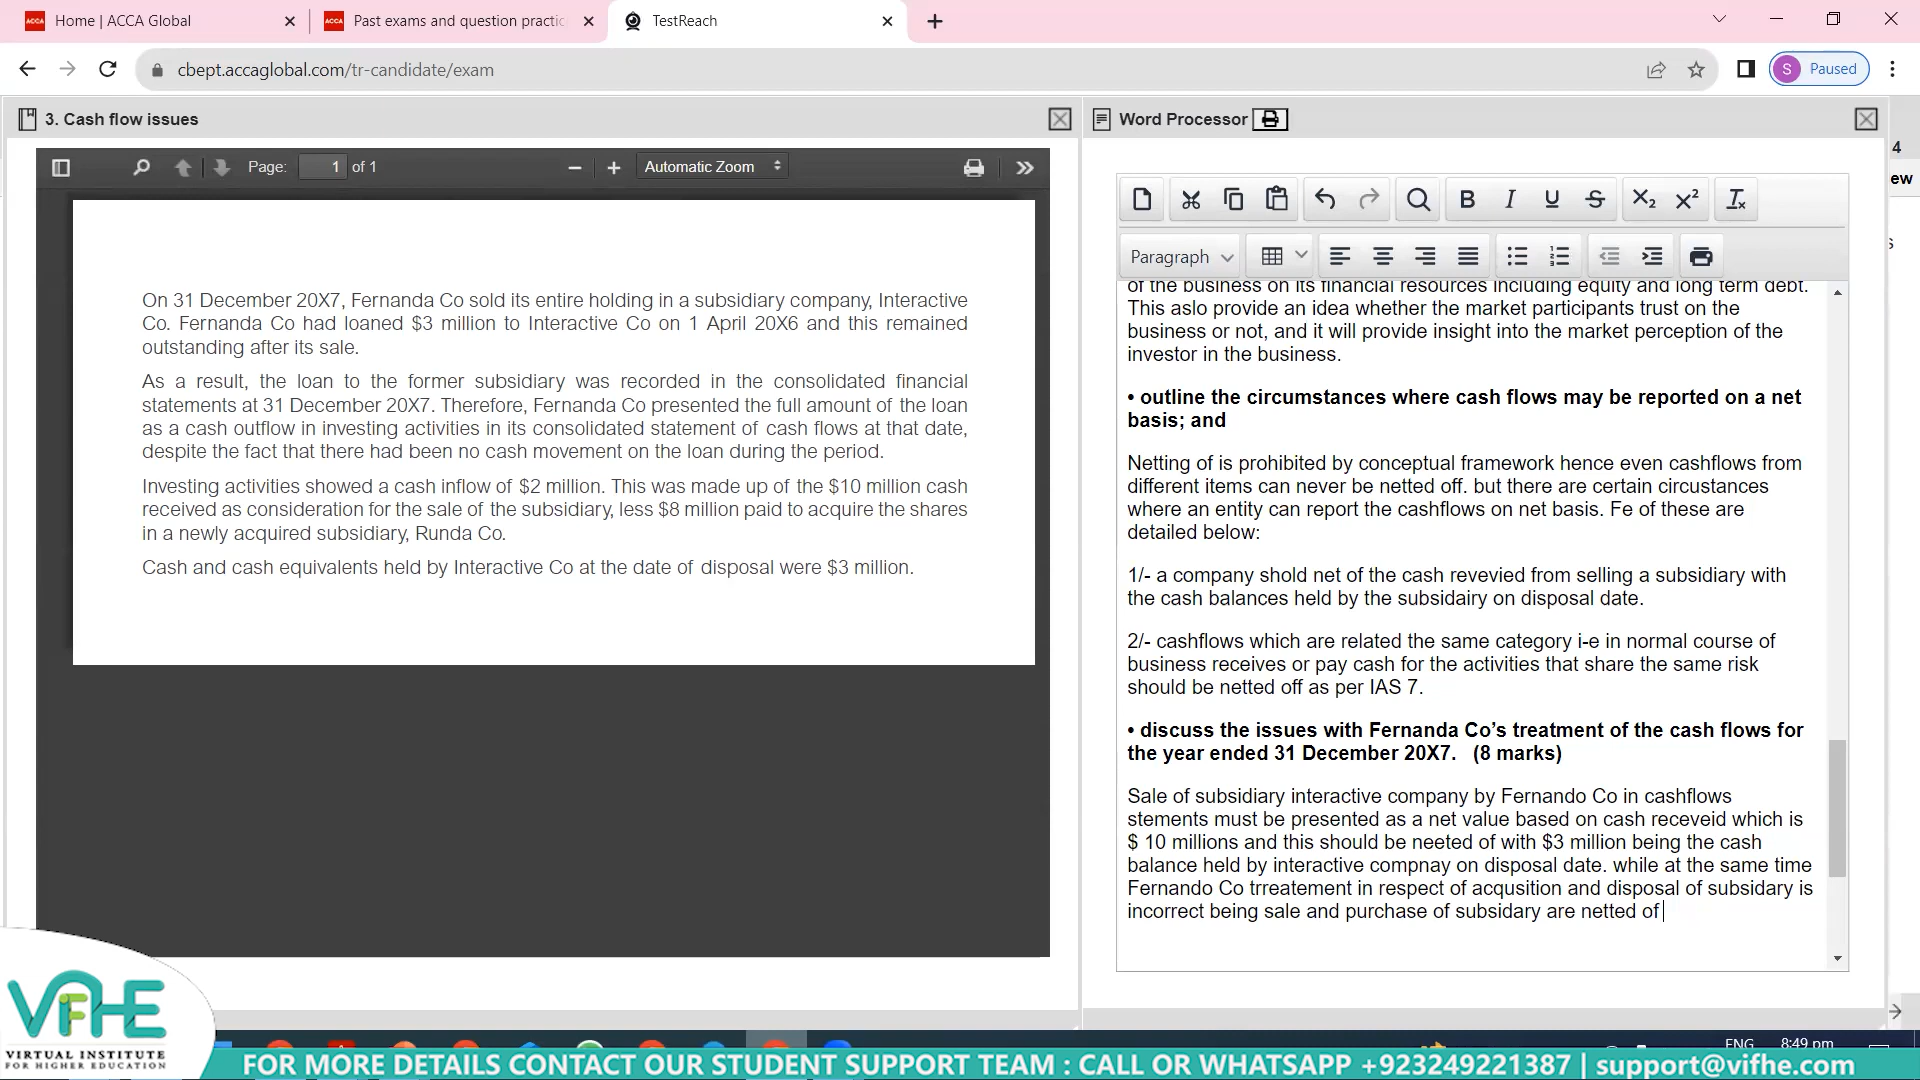 Home | ACCA Global
Past exams and question practic
TestReach
cbept.accaglobal.com/tr-candidate/exam
S Paused
3. Cash flow issues
Word Processor
4
ew
Page: 1 of 1
Automatic Zoom
Paragraph
On 31 December 20X7, Fernanda Co sold its entire holding in a subsidiary company, Interactive
Co. Fernanda Co had loaned $3 million to Interactive Co on 1 April 20X6 and this remained
outstanding after its sale.
As a result, the loan to the former subsidiary was recorded in the consolidated financial
statements at 31 December 20X7. Therefore, Fernanda Co presented the full amount of the loan
as a cash outflow in investing activities in its consolidated statement of cash flows at that date,
despite the fact that there had been no cash movement on the loan during the period.
Investing activities showed a cash inflow of $2 million. This was made up of the $10 million cash
received as consideration for the sale of the subsidiary, less $8 million paid to acquire the shares
in a newly acquired subsidiary, Runda Co.
Cash and cash equivalents held by Interactive Co at the date of disposal were $3 million.
of the business on its financial resources including equity and long term debt.
This aslo provide an idea whether the market participants trust on the
business or not, and it will provide insight into the market perception of the
investor in the business.
• outline the circumstances where cash flows may be reported on a net
basis; and
Netting of is prohibited by conceptual framework hence even cashflows from
different items can never be netted off. but there are certain circustances
where an entity can report the cashflows on net basis. Fe of these are
detailed below:
1/- a company shold net of the cash revevied from selling a subsidiary with
the cash balances held by the subsidairy on disposal date.
2/- cashflows which are related the same category i-e in normal course of
business receives or pay cash for the activities that share the same risk
should be netted off as per IAS 7.
• discuss the issues with Fernanda Co’s treatment of the cash flows for
the year ended 31 December 20X7. (8 marks)
Sale of subsidiary interactive company by Fernando Co in cashflows
stements must be presented as a net value based on cash receveid which is
$ 10 millions and this should be neeted of with $3 million being the cash
balance held by interactive compnay on disposal date. while at the same time
Fernando Co trreatement in respect of acqusition and disposal of subsidary is
incorrect being sale and purchase of subsidary are netted of
ENG 8:49 pm
VIFHE
VIRTUAL INSTITUTE
FOR HIGHER EDUCATION
FOR MORE DETAILS CONTACT OUR STUDENT SUPPORT TEAM : CALL OR WHATSAPP +923249221387 | support@vifhe.com